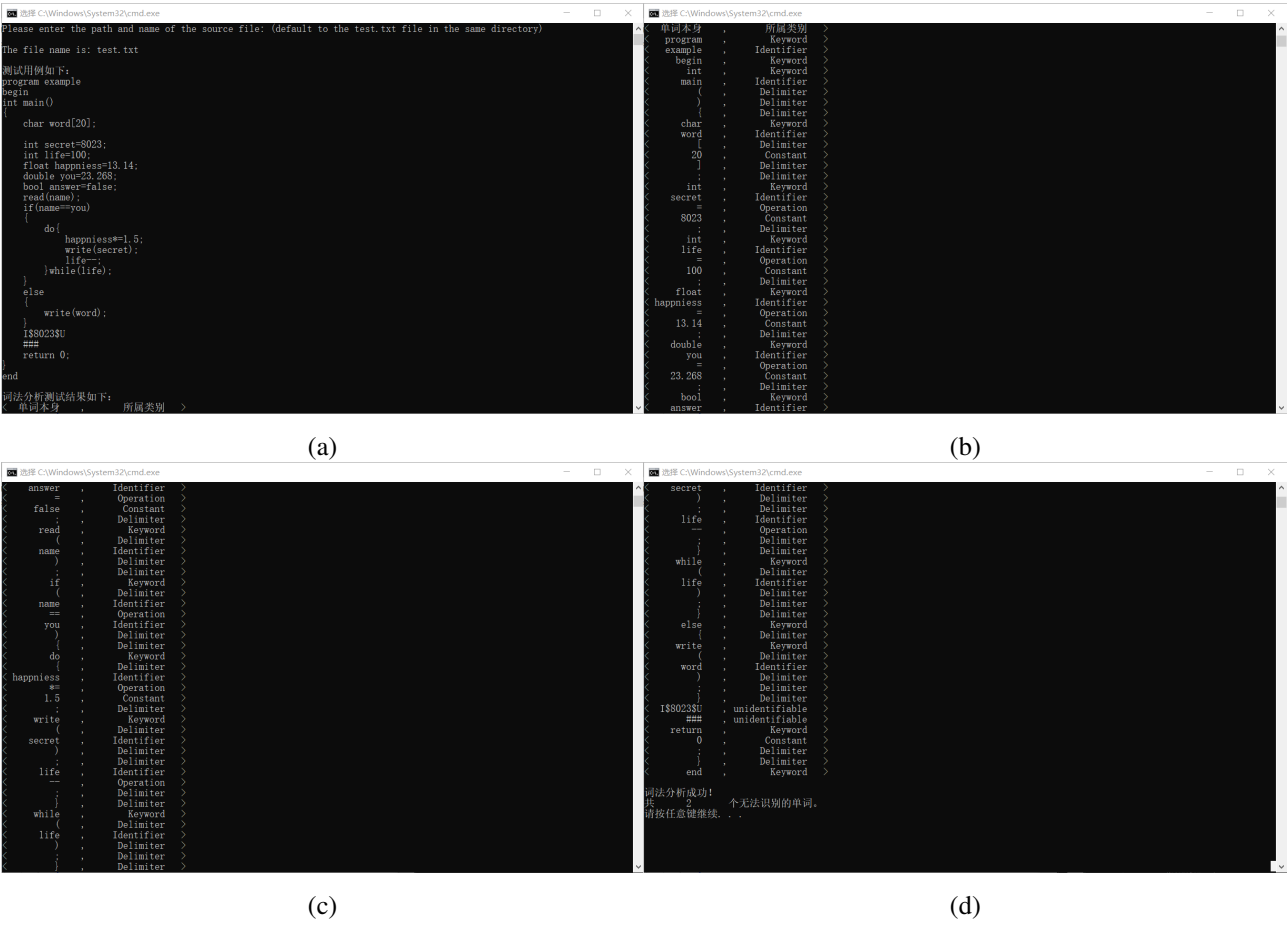 选择 C:\Windows\System32\cmd.exe
Please enter the path and name of the source file: (default to the test.txt file in the same directory)
The file name is: test.txt
测试用例如下:
program example
begin
int main()
{
char word[20];
int secret=8023;
int life=100;
float happniess=13.14;
double you=23.268;
bool answer=false;
read(name);
if(name==you)
{
do{
happniess*=1.5;
write(secret);
life--;
}while(life);
}
else
{
write(word);
}
I$8023$U
###
return 0;
}
end
词法分析测试结果如下:
< 单词本身 , 所属类别 >
(a)
选择 C:\Windows\System32\cmd.exe
< 单词本身 , 所属类别 >
< program , Keyword >
< example , Identifier >
< begin , Keyword >
< int , Keyword >
< main , Identifier >
< ( , Delimiter >
< ) , Delimiter >
< { , Delimiter >
< char , Keyword >
< word , Identifier >
< [ , Delimiter >
< 20 , Constant >
< ] , Delimiter >
< ; , Delimiter >
< int , Keyword >
< secret , Identifier >
< = , Operation >
< 8023 , Constant >
< ; , Delimiter >
< int , Keyword >
< life , Identifier >
< = , Operation >
< 100 , Constant >
< ; , Delimiter >
< float , Keyword >
< happniess , Identifier >
< = , Operation >
< 13.14 , Constant >
< ; , Delimiter >
< double , Keyword >
< you , Identifier >
< = , Operation >
< 23.268 , Constant >
< ; , Delimiter >
< bool , Keyword >
< answer , Identifier >
(b)
选择 C:\Windows\System32\cmd.exe
< answer , Identifier >
< = , Operation >
< false , Constant >
< ; , Delimiter >
< read , Keyword >
< ( , Delimiter >
< name , Identifier >
< ) , Delimiter >
< ; , Delimiter >
< if , Keyword >
< ( , Delimiter >
< name , Identifier >
< == , Operation >
< you , Identifier >
< ) , Delimiter >
< { , Delimiter >
< do , Keyword >
< { , Delimiter >
< happniess , Identifier >
< *= , Operation >
< 1.5 , Constant >
< ; , Delimiter >
< write , Keyword >
< ( , Delimiter >
< secret , Identifier >
< ) , Delimiter >
< ; , Delimiter >
< life , Identifier >
< -- , Operation >
< ; , Delimiter >
< } , Delimiter >
< while , Keyword >
< ( , Delimiter >
< life , Identifier >
< ) , Delimiter >
< ; , Delimiter >
< } , Delimiter >
(c)
选择 C:\Windows\System32\cmd.exe
< secret , Identifier >
< ) , Delimiter >
< ; , Delimiter >
< life , Identifier >
< -- , Operation >
< ; , Delimiter >
< } , Delimiter >
< while , Keyword >
< ( , Delimiter >
< life , Identifier >
< ) , Delimiter >
< ; , Delimiter >
< } , Delimiter >
< else , Keyword >
< { , Delimiter >
< write , Keyword >
< ( , Delimiter >
< word , Identifier >
< ) , Delimiter >
< ; , Delimiter >
< } , Delimiter >
< I$8023$U , unidentifiable >
< ### , unidentifiable >
< return , Keyword >
< 0 , Constant >
< ; , Delimiter >
< } , Delimiter >
< end , Keyword >
词法分析成功!
共 2 个无法识别的单词。
请按任意键继续. . .
(d)